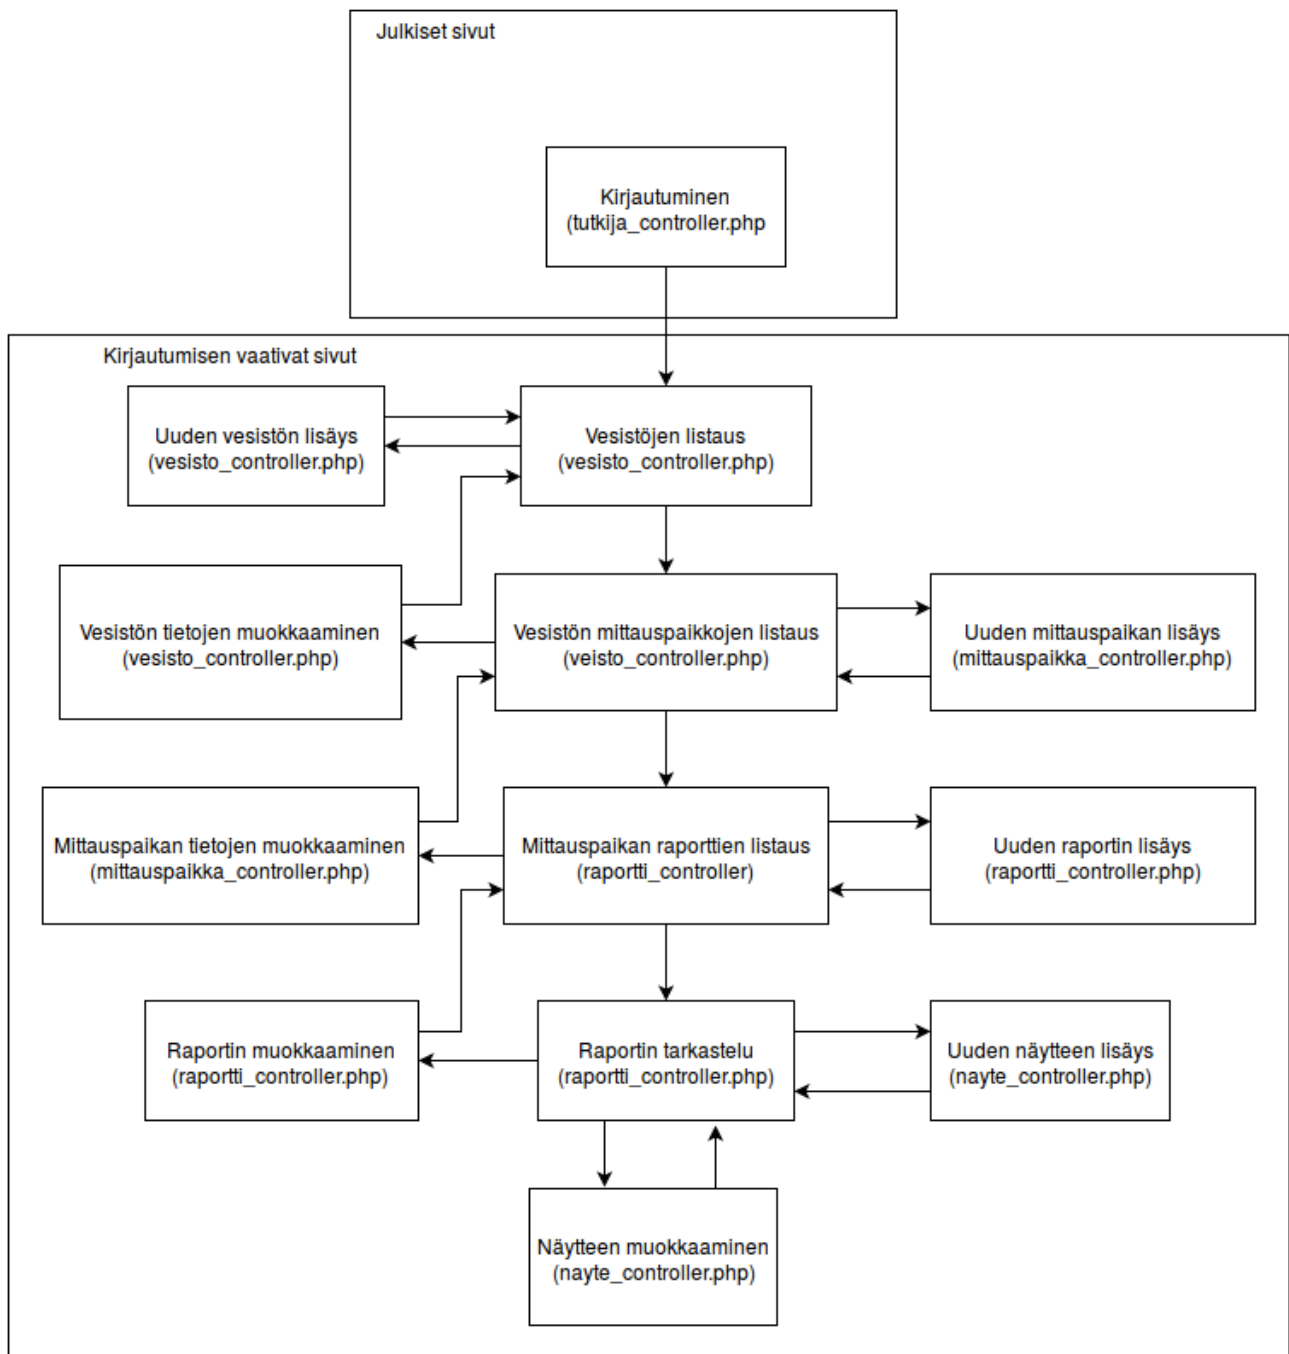 Julkiset sivut
Kirjautuminen
(tutkija_controller.php
Kirjautumisen vaativat sivut
Uuden vesistön lisäys
(vesisto_controller.php)
Vesistöjen listaus
(vesisto_controller.php)
Vesistön tietojen muokkaaminen
(vesisto_controller.php)
Vesistön mittauspaikkojen listaus
(veisto_controller.php)
Uuden mittauspaikan lisäys
(mittauspaikka_controller.php)
Mittauspaikan tietojen muokkaaminen
(mittauspaikka_controller.php)
Mittauspaikan raporttien listaus
(raportti_controller)
Uuden raportin lisäys
(raportti_controller.php)
Raportin muokkaaminen
(raportti_controller.php)
Raportin tarkastelu
(raportti_controller.php)
Uuden näytteen lisäys
(nayte_controller.php)
Näytteen muokkaaminen
(nayte_controller.php)